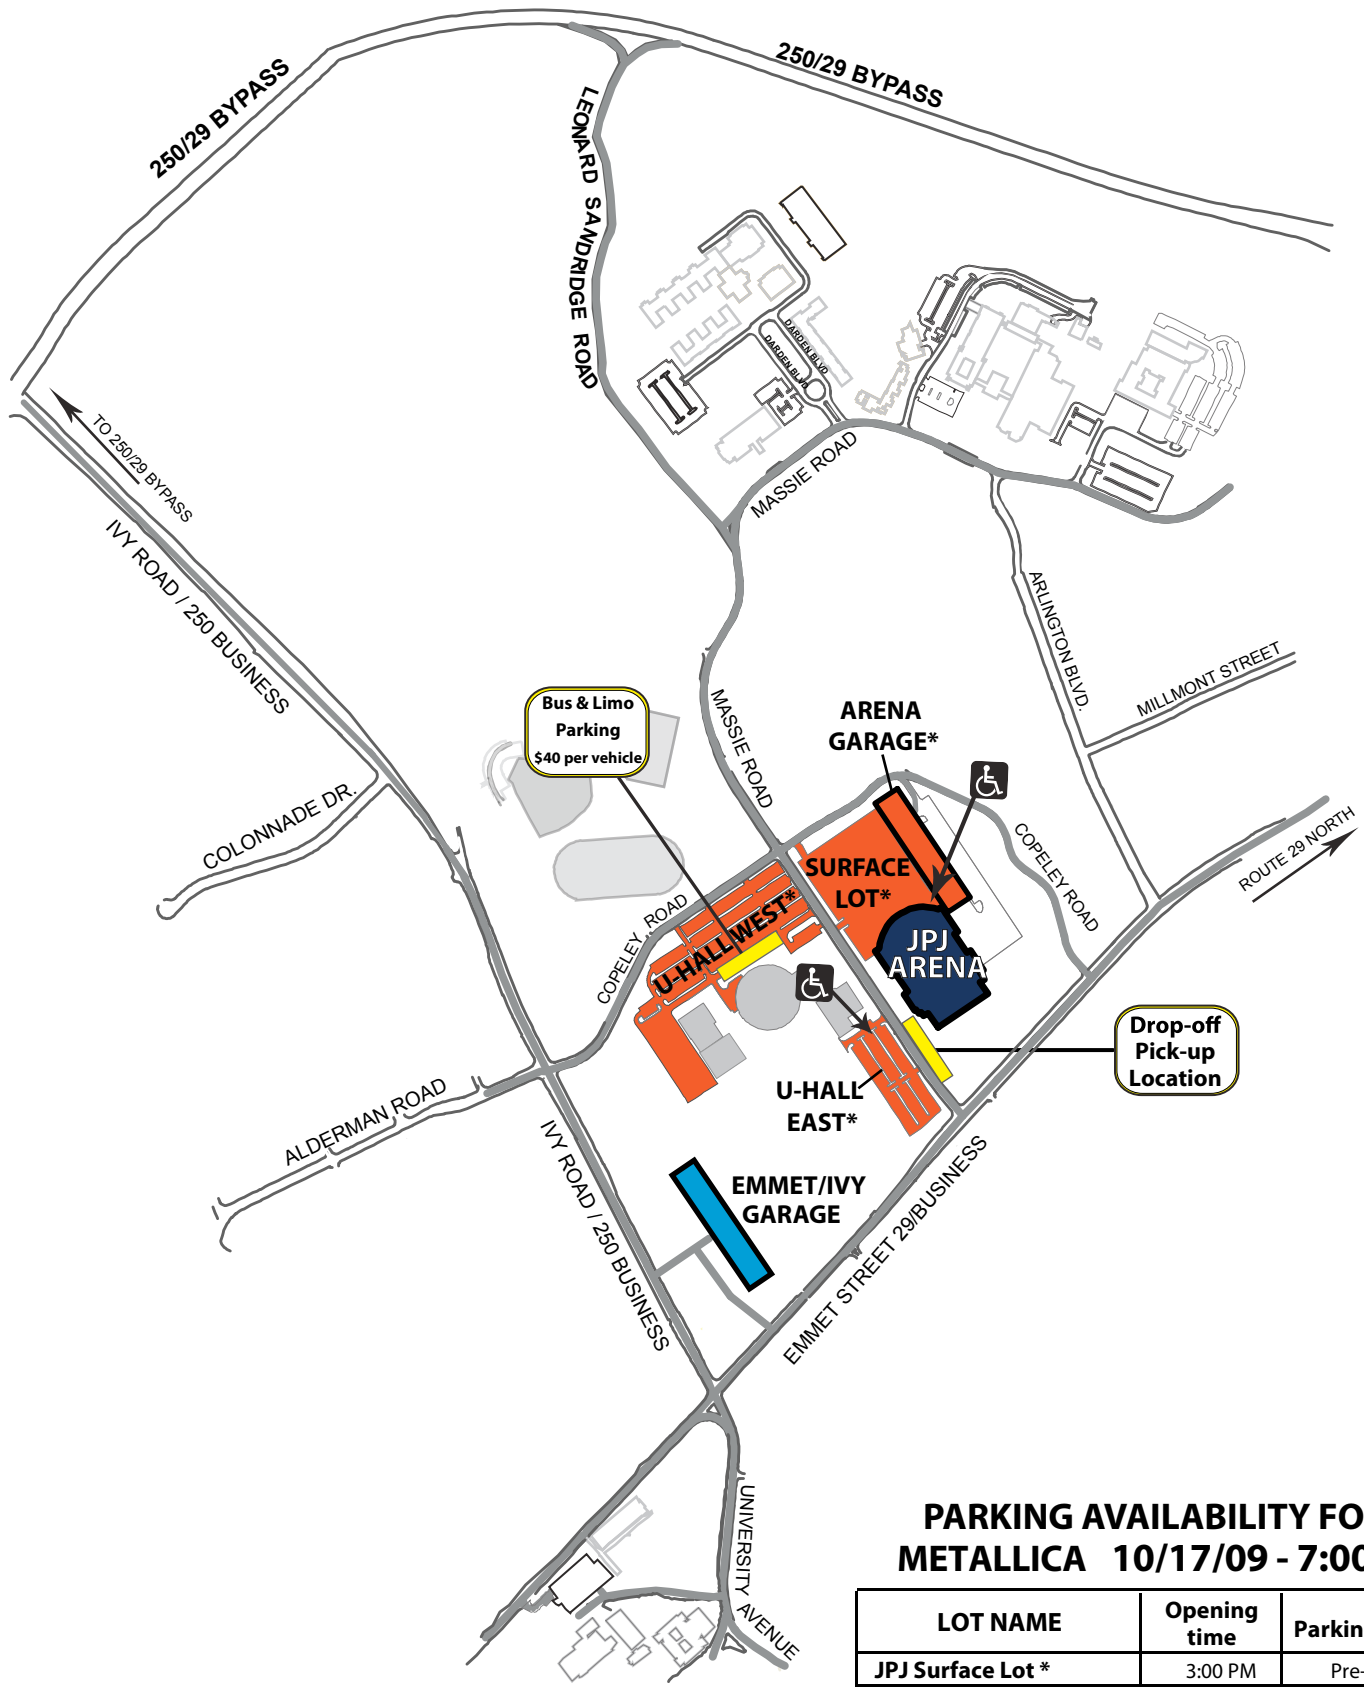 250/29 BYPASS
250/29 BYPASS
LEONARD SANDRIDGE ROAD
DARDEN BLVD
DARDEN BLVD
MASSIE ROAD
TO 250/29 BYPASS
IVY ROAD / 250 BUSINESS
ARLINGTON BLVD.
MILLMONT STREET
Bus & Limo
Parking
$40 per vehicle
MASSIE ROAD
ARENA
GARAGE*
COLONNADE DR.
COPELEY ROAD
ROUTE 29 NORTH
SURFACE
LOT*
U-HALL WEST*
COPELEY ROAD
JPJ
ARENA
Drop-off
Pick-up
Location
U-HALL
EAST*
ALDERMAN ROAD
IVY ROAD / 250 BUSINESS
EMMET/IVY
GARAGE
EMMET STREET 29/BUSINESS
UNIVERSITY AVENUE
PARKING AVAILABILITY FO
METALLICA 10/17/09 - 7:00
LOT NAME
Opening
time
Parkin
JPJ Surface Lot * 3:00 PM Pre-